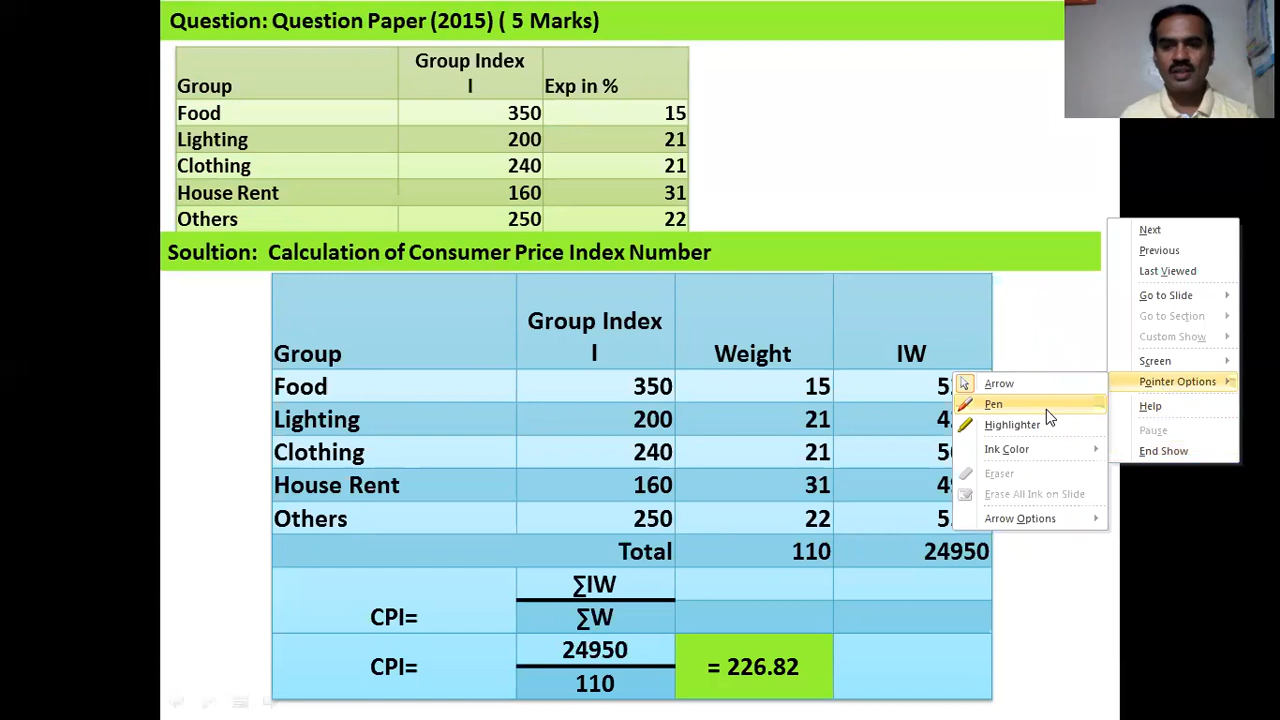 Question: Question Paper (2015) ( 5 Marks)
Group Group Index I Exp in %
Food 350 15
Lighting 200 21
Clothing 240 21
House Rent 160 31
Others 250 22
Soultion: Calculation of Consumer Price Index Number
Group Group Index I Weight IW
Food 350 15
Lighting 200 21
Clothing 240 21
House Rent 160 31
Others 250 22
Total 110 24950
CPI= ∑IW
∑W
CPI= 24950 = 226.82
110
Next
Previous
Last Viewed
Go to Slide
Go to Section
Custom Show
Screen
Pointer Options
Help
Pause
End Show
Arrow
Pen
Highlighter
Ink Color
Eraser
Erase All Ink on Slide
Arrow Options